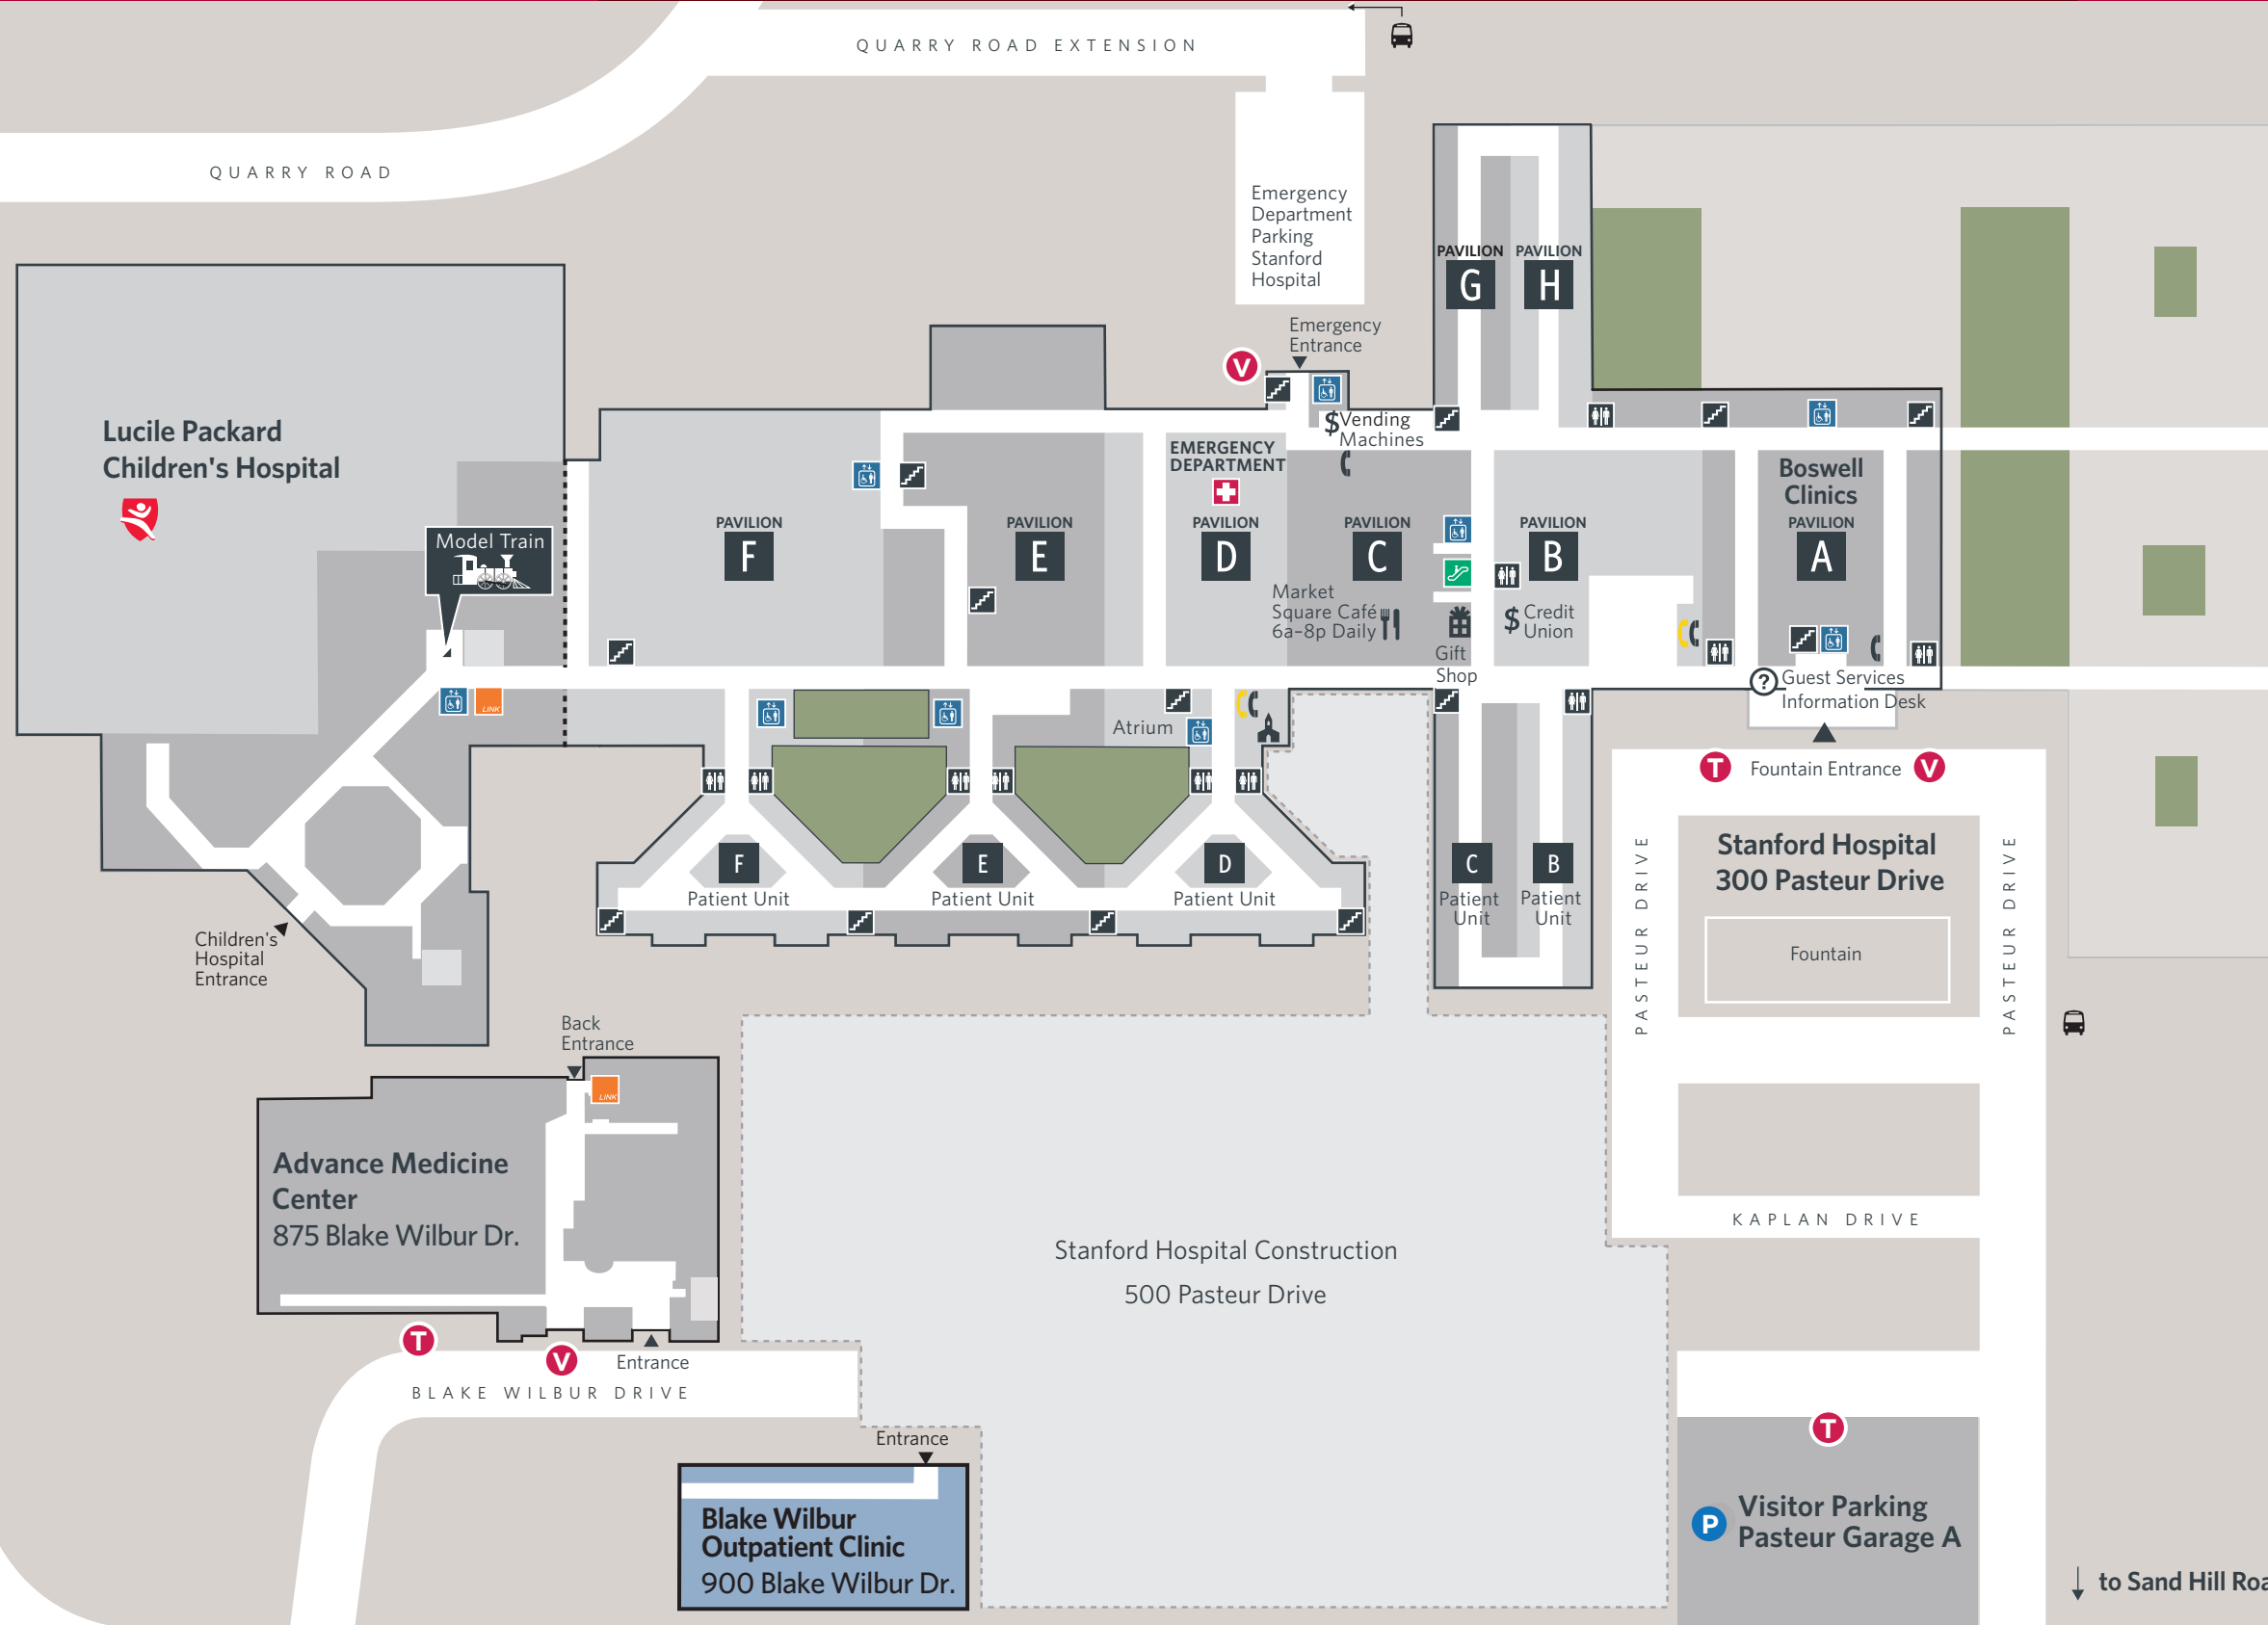 QUARRY ROAD EXTENSION
QUARRY ROAD
Emergency
Department
Parking
Stanford
Hospital
PAVILION
G
PAVILION
H
Emergency
Entrance
V
$Vending
Machines
Lucile Packard
Children's Hospital
Model Train
EMERGENCY
DEPARTMENT
Boswell
Clinics
PAVILION
F
PAVILION
E
PAVILION
D
PAVILION
C
PAVILION
B
PAVILION
A
Market
Square Café
6a–8p Daily
$ Credit
Union
Gift
Shop
? Guest Services
Information Desk
LINK
Atrium
T Fountain Entrance V
F
Patient Unit
E
Patient Unit
D
Patient Unit
C
Patient
Unit
B
Patient
Unit
PASTEUR DRIVE
Stanford Hospital
300 Pasteur Drive
Fountain
PASTEUR DRIVE
Children's
Hospital
Entrance
Back
Entrance
LINK
Advance Medicine
Center
875 Blake Wilbur Dr.
KAPLAN DRIVE
Stanford Hospital Construction
500 Pasteur Drive
T
V
Entrance
BLAKE WILBUR DRIVE
Entrance
Blake Wilbur
Outpatient Clinic
900 Blake Wilbur Dr.
T
P
Visitor Parking
Pasteur Garage A
to Sand Hill Roa